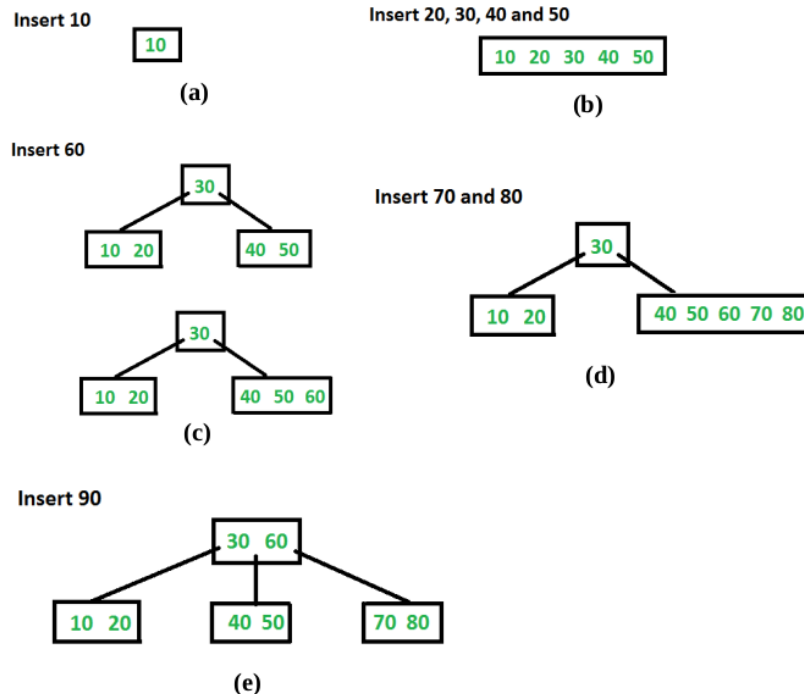 Insert 10
10
(a)
Insert 20, 30, 40 and 50
10 20 30 40 50
(b)
Insert 60
30
10 20
40 50
30
10 20
40 50 60
(c)
Insert 70 and 80
30
10 20
40 50 60 70 80
(d)
Insert 90
30 60
10 20
40 50
70 80
(e)